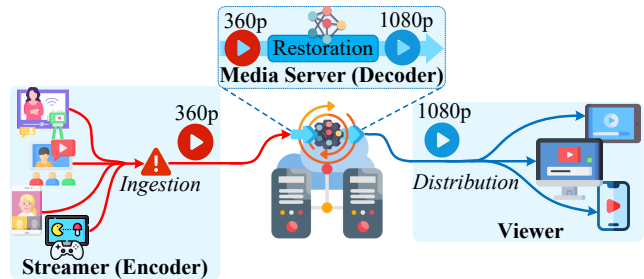 360p
1080p
Restoration
Media Server (Decoder)
360p
1080p
Ingestion
Distribution
Streamer (Encoder)
Viewer